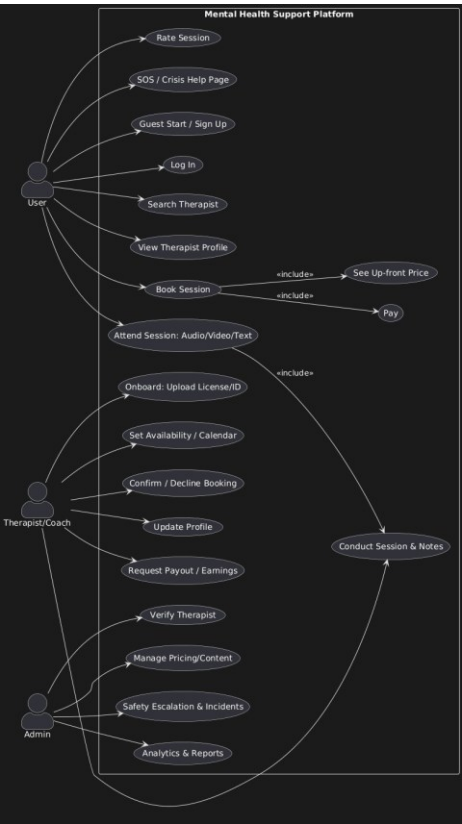 Mental Health Support Platform
Rate Session
SOS / Crisis Help Page
Guest Start / Sign Up
Log In
User
Search Therapist
View Therapist Profile
Book Session
«include»
See Up-front Price
«include»
Pay
Attend Session: Audio/Video/Text
«include»
Onboard: Upload License/ID
Set Availability / Calendar
Confirm / Decline Booking
Therapist/Coach
Update Profile
Conduct Session & Notes
Request Payout / Earnings
Verify Therapist
Manage Pricing/Content
Safety Escalation & Incidents
Admin
Analytics & Reports